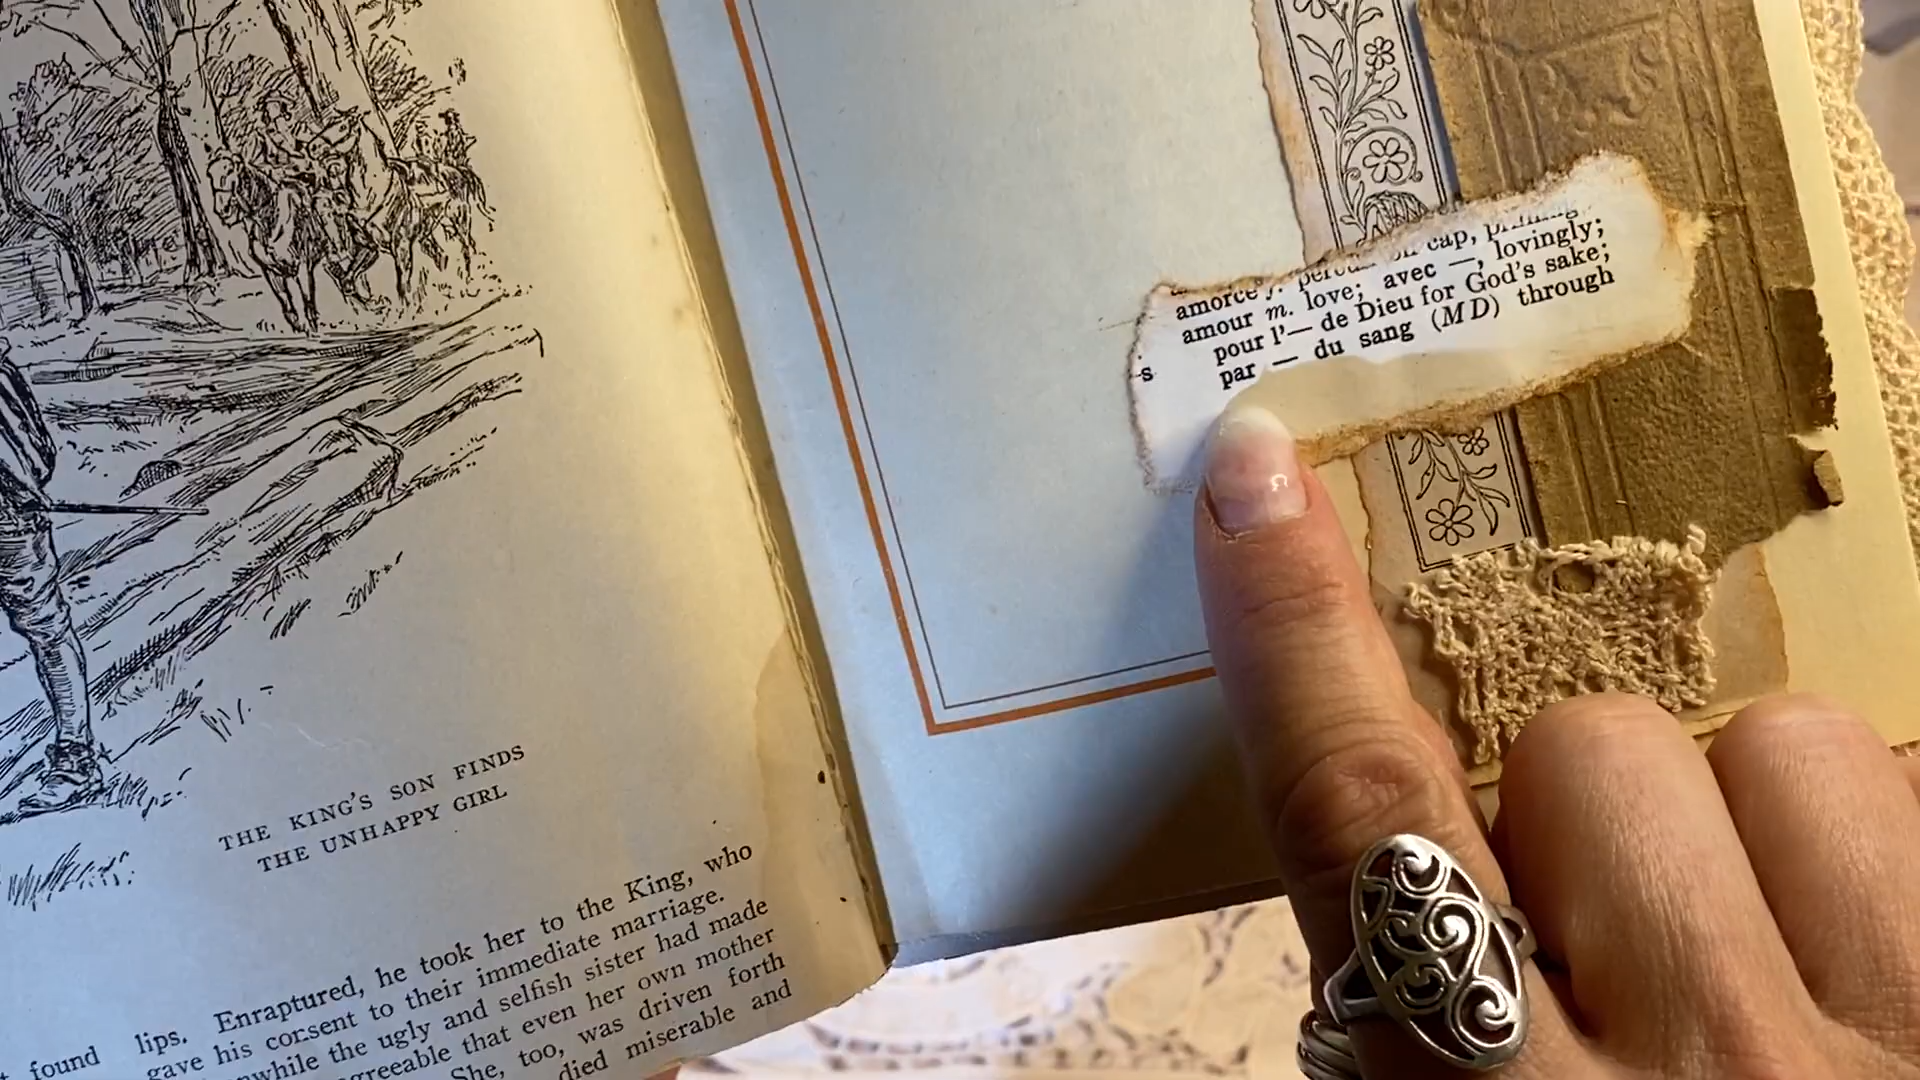 THE KING'S SON FINDS
THE UNHAPPY GIRL
found lips. Enraptured, he took her to the King, who
gave his consent to their immediate marriage.
the ugly and selfish sister had made
that even her own mother
She, too, was driven forth
died miserable and
cap,
amorce f.
amour m. love; avec —, lovingly;
pour l'— de Dieu for God's sake;
s par — du sang (MD) through